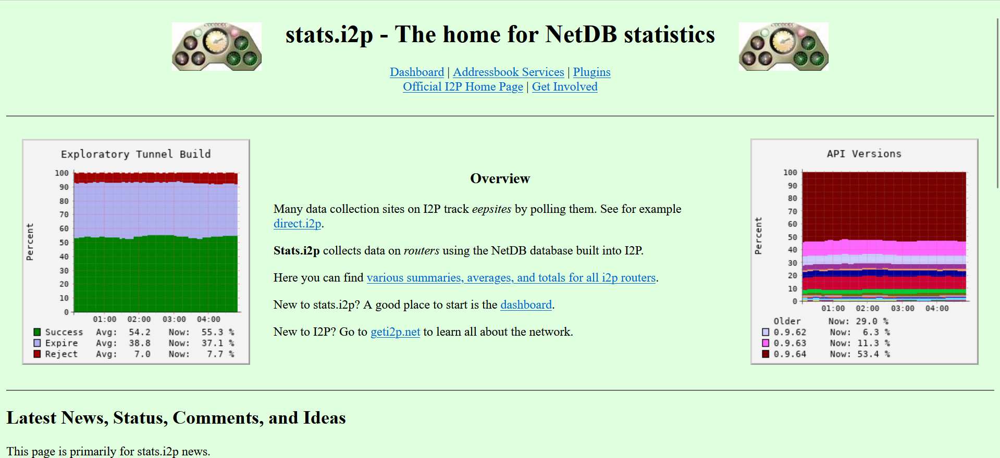 stats.i2p - The home for NetDB statistics
Dashboard | Addressbook Services | Plugins
Official I2P Home Page | Get Involved
Exploratory Tunnel Build
Percent
100
90
80
70
60
50
40
30
20
10
0
01:00 02:00 03:00 04:00
Success Avg: 54.2 Now: 55.3 %
Expire Avg: 38.8 Now: 37.1 %
Reject Avg: 7.0 Now: 7.7 %
Overview
Many data collection sites on I2P track eepsites by polling them. See for example
direct.i2p.
Stats.i2p collects data on routers using the NetDB database built into I2P.
Here you can find various summaries, averages, and totals for all i2p routers.
New to stats.i2p? A good place to start is the dashboard.
New to I2P? Go to geti2p.net to learn all about the network.
API Versions
Percent
100
90
80
70
60
50
40
30
20
10
0
01:00 02:00 03:00 04:00
Older Now: 29.0 %
0.9.62 Now: 6.3 %
0.9.63 Now: 11.3 %
0.9.64 Now: 53.4 %
Latest News, Status, Comments, and Ideas
This page is primarily for stats.i2p news.